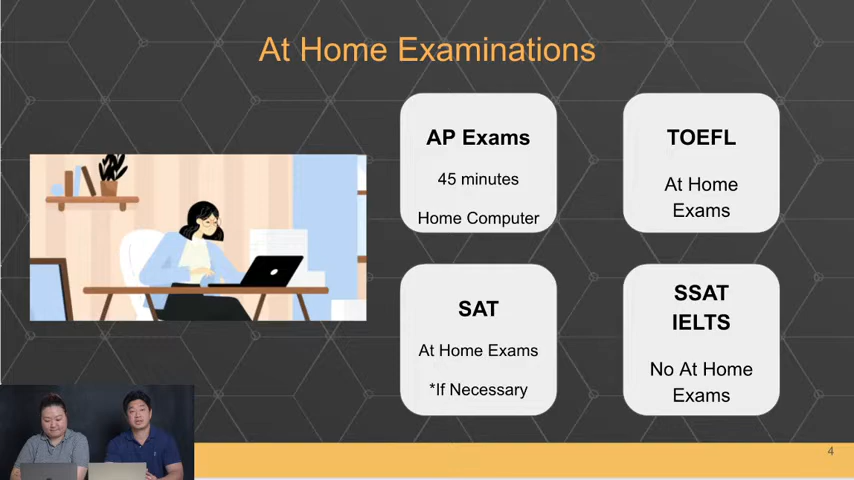 At Home Examinations
AP Exams
45 minutes
Home Computer
TOEFL
At Home
Exams
SAT
At Home Exams
*If Necessary
SSAT
IELTS
No At Home
Exams
4